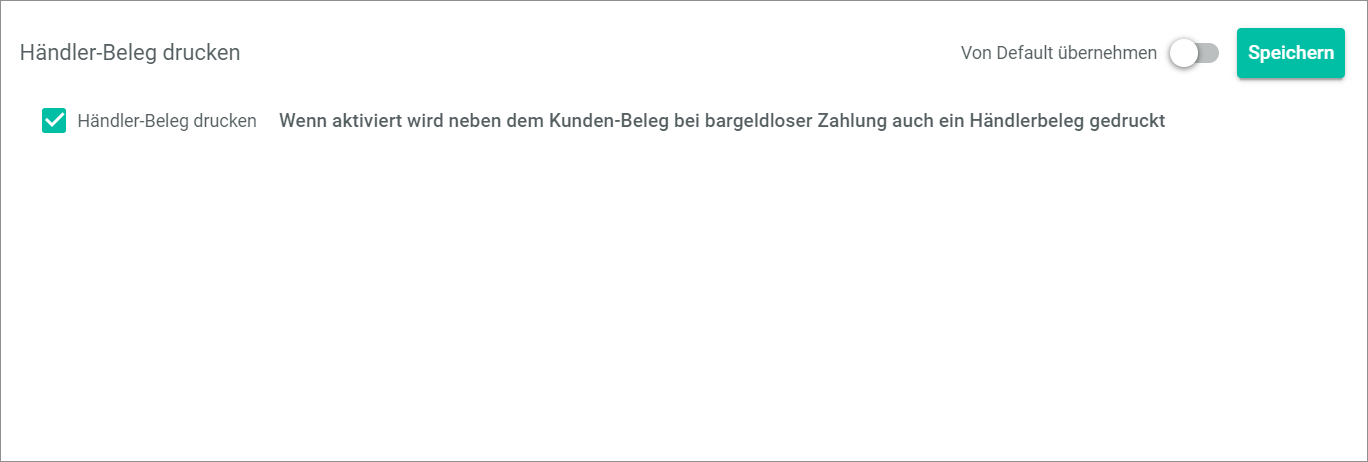 Händler-Beleg drucken
Von Default übernehmen
Speichern
Händler-Beleg drucken
Wenn aktiviert wird neben dem Kunden-Beleg bei bargeldloser Zahlung auch ein Händlerbeleg gedruckt